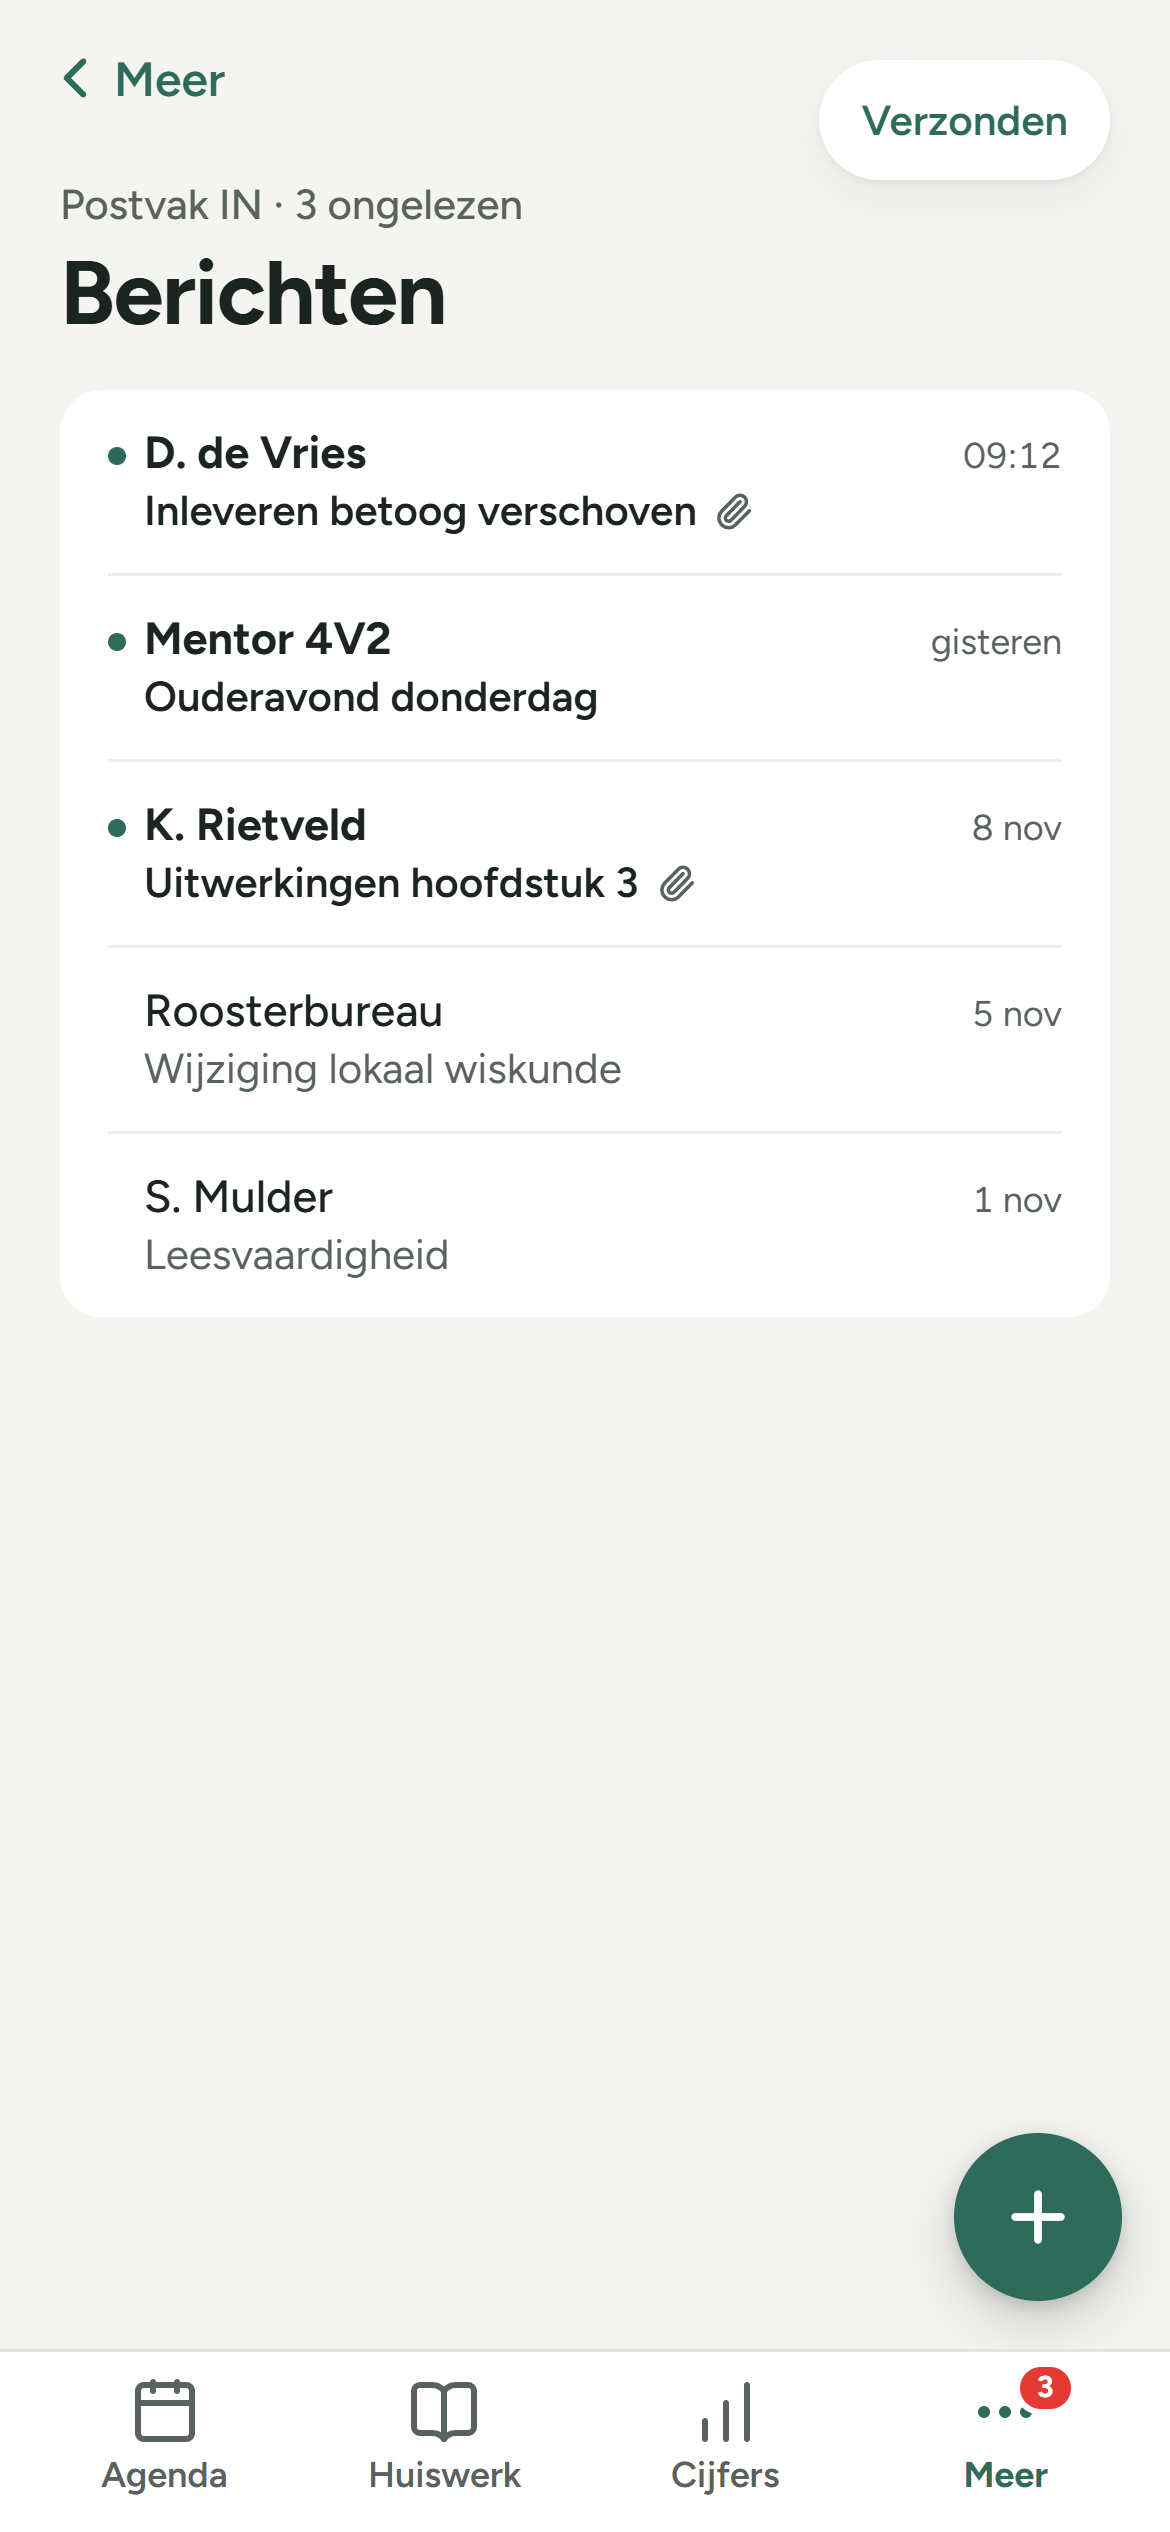 Meer
Verzonden
Postvak IN · 3 ongelezen
Berichten
D. de Vries
09:12
Inleveren betoog verschoven
Mentor 4V2
gisteren
Ouderavond donderdag
K. Rietveld
8 nov
Uitwerkingen hoofdstuk 3
Roosterbureau
5 nov
Wijziging lokaal wiskunde
S. Mulder
1 nov
Leesvaardigheid
3
Agenda
Huiswerk
Cijfers
Meer